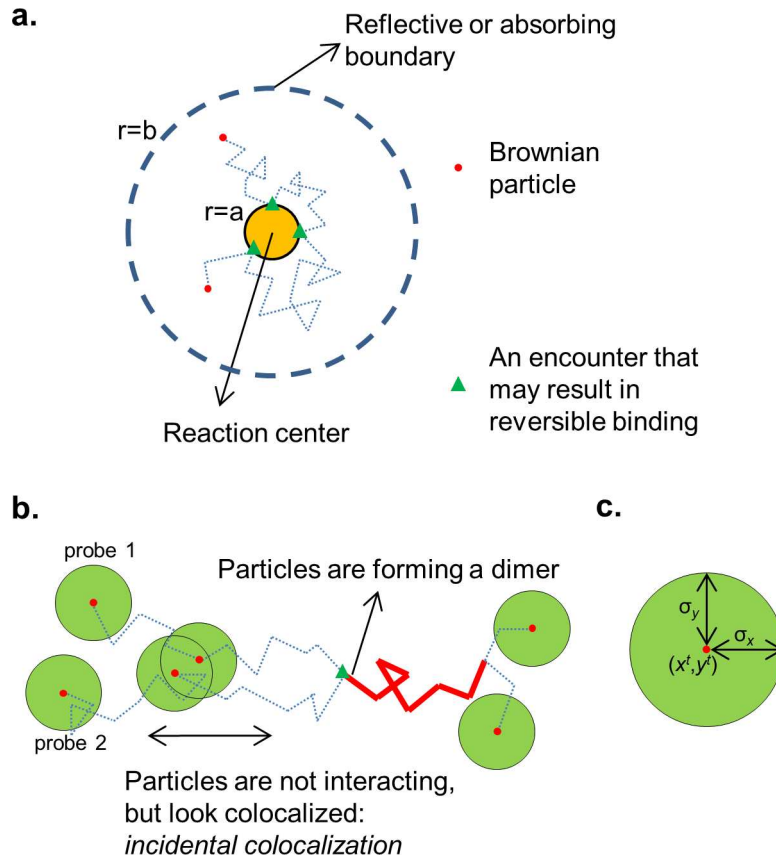 a.
Reflective or absorbing
boundary
r=b
Brownian
particle
r=a
An encounter that
may result in
reversible binding
Reaction center
b.
c.
probe 1
Particles are forming a dimer
σy
σx
(xᵗ,yᵗ)
probe 2
Particles are not interacting,
but look colocalized:
incidental colocalization